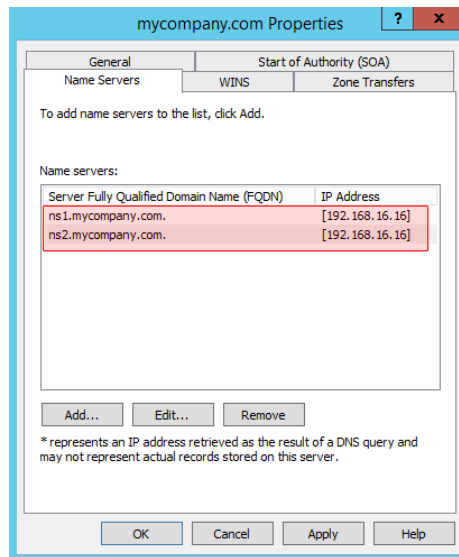 mycompany.com Properties
? x
General Start of Authority (SOA)
Name Servers WINS Zone Transfers
To add name servers to the list, click Add.
Name servers:
Server Fully Qualified Domain Name (FQDN) IP Address
ns1.mycompany.com. [192.168.16.16]
ns2.mycompany.com. [192.168.16.16]
Add... Edit... Remove
* represents an IP address retrieved as the result of a DNS query and
may not represent actual records stored on this server.
OK Cancel Apply Help